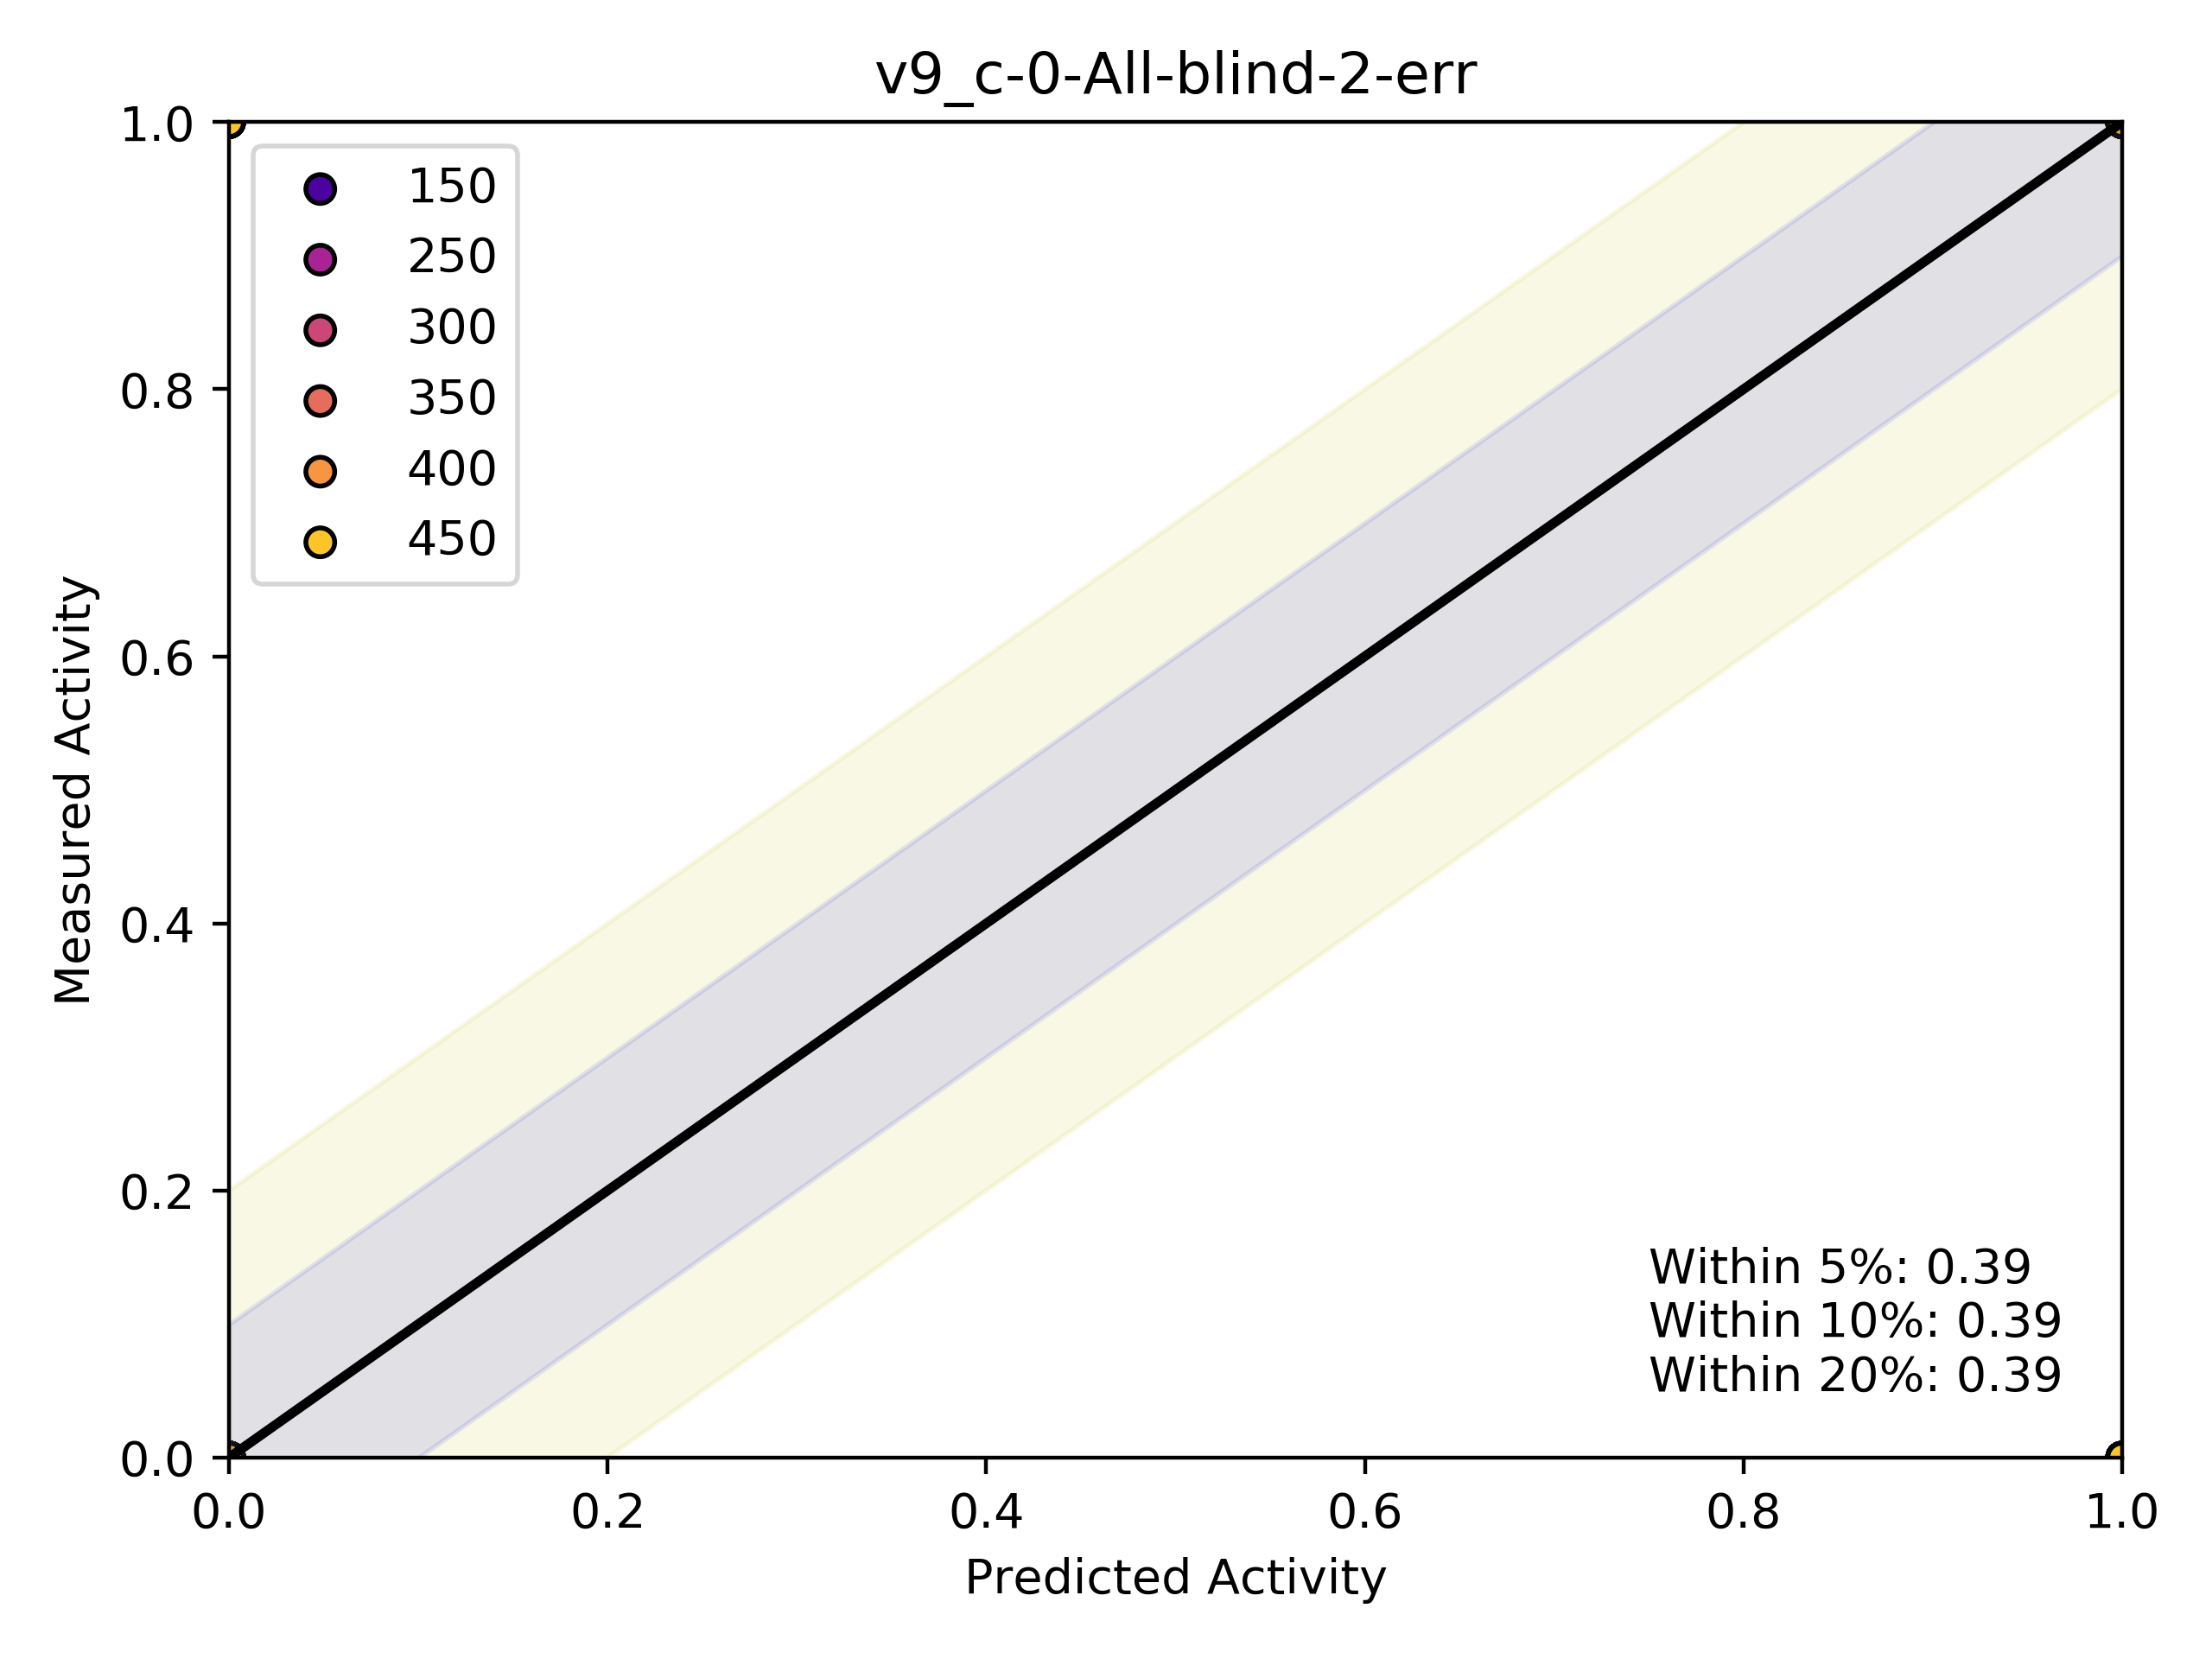 v9_c-0-All-blind-2-err
1.0
0.8
0.6
0.4
0.2
0.0
Measured Activity
150
250
300
350
400
450
Within 5%: 0.39
Within 10%: 0.39
Within 20%: 0.39
0.0 0.2 0.4 0.6 0.8 1.0
Predicted Activity